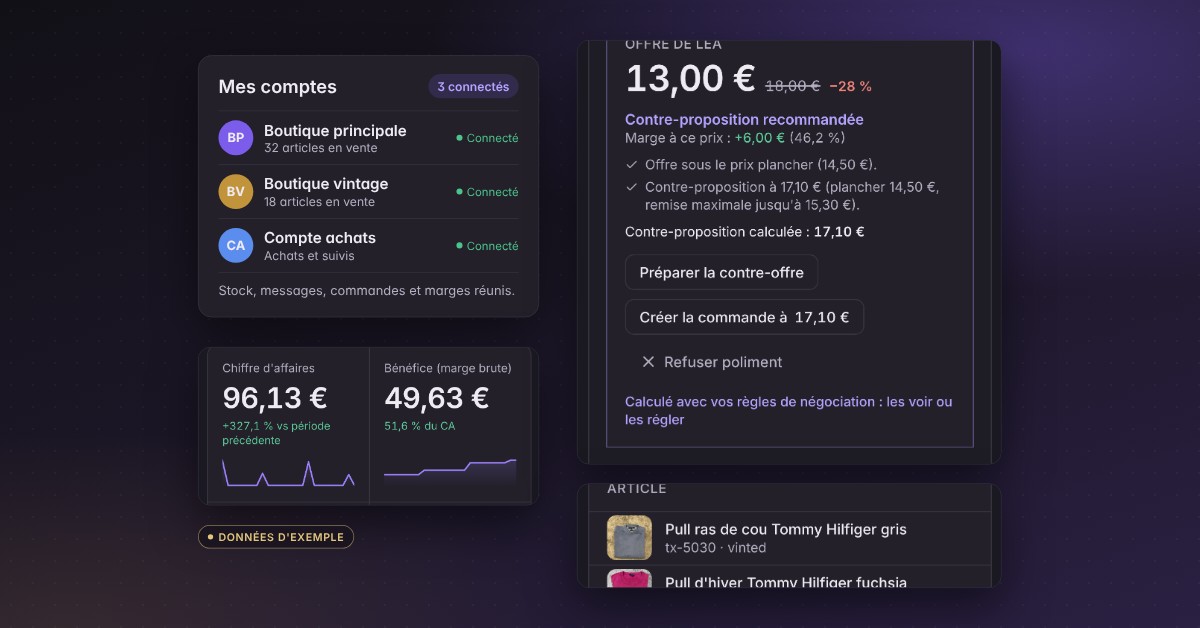 Mes comptes
3 connectés
BP
Boutique principale
32 articles en vente
Connecté
BV
Boutique vintage
18 articles en vente
Connecté
CA
Compte achats
Achats et suivis
Connecté
Stock, messages, commandes et marges réunis.
Chiffre d'affaires
96,13 €
+327,1 % vs période
précédente
Bénéfice (marge brute)
49,63 €
51,6 % du CA
DONNÉES D'EXEMPLE
OFFRE DE LEA
13,00 € 18,00 € −28 %
Contre-proposition recommandée
Marge à ce prix : +6,00 € (46,2 %)
Offre sous le prix plancher (14,50 €).
Contre-proposition à 17,10 € (plancher 14,50 €,
remise maximale jusqu'à 15,30 €).
Contre-proposition calculée : 17,10 €
Préparer la contre-offre
Créer la commande à 17,10 €
Refuser poliment
Calculé avec vos règles de négociation : les voir ou
les régler
ARTICLE
Pull ras de cou Tommy Hilfiger gris
tx-5030 · vinted
Pull d'hiver Tommy Hilfiger fuchsia